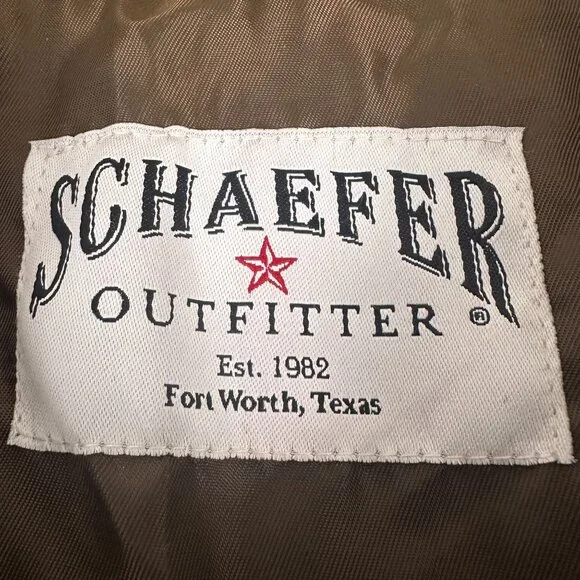 SCHAEFER
OUTFITTER ®
Est. 1982
Fort Worth, Texas